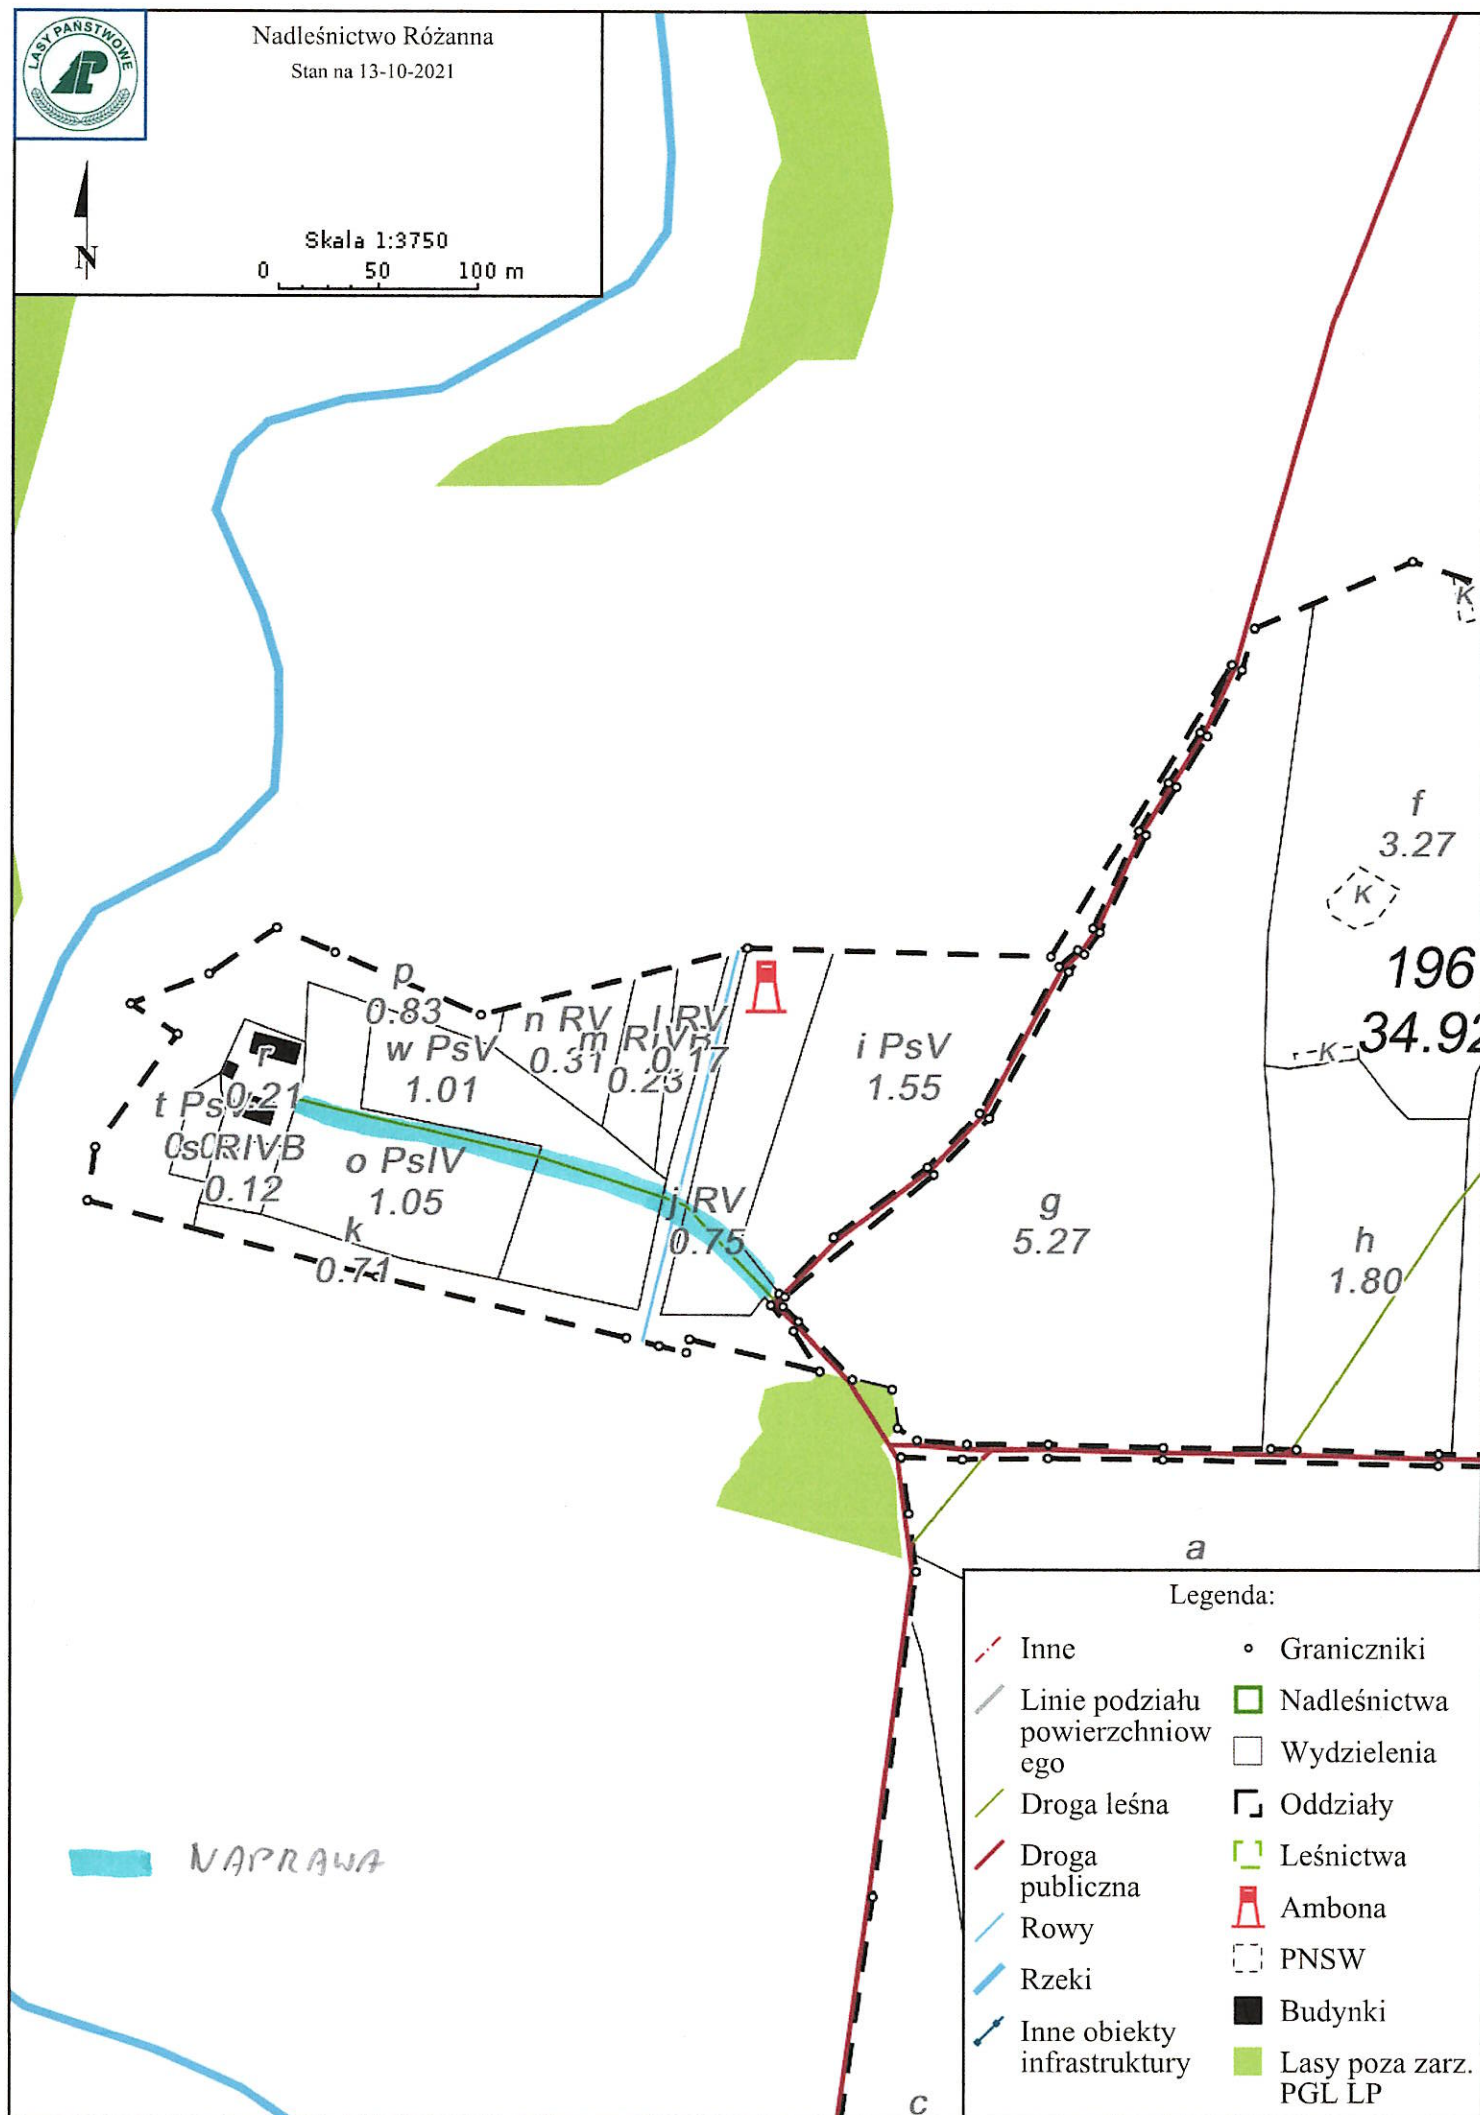 LASY PAŃSTWOWE
Nadleśnictwo Różanna
Stan na 13-10-2021
N
Skala 1:3750
0 50 100 m
K
f
3.27
K
196
34.92
K
p
0.83
n RV
0.31
m RIVB
0.23
l RV
0.17
w PsV
1.01
i PsV
1.55
r
0.21
t PsV
s RIVB
0.12
o PsIV
1.05
j RV
0.75
k
0.71
g
5.27
h
1.80
a
c
NAPRAWA
Legenda:
Inne
Linie podziału
powierzchniow
ego
Droga leśna
Droga
publiczna
Rowy
Rzeki
Inne obiekty
infrastruktury
Graniczniki
Nadleśnictwa
Wydzielenia
Oddziały
Leśnictwa
Ambona
PNSW
Budynki
Lasy poza zarz.
PGL LP